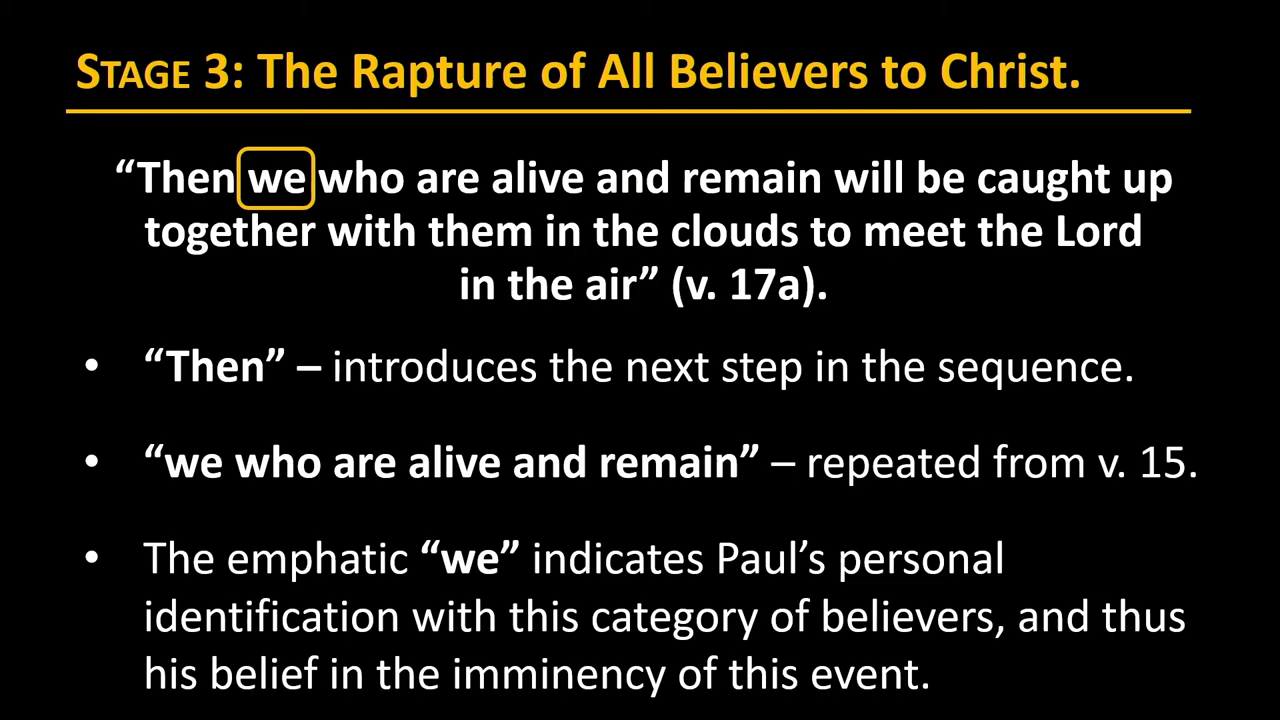 STAGE 3: The Rapture of All Believers to Christ.
“Then we who are alive and remain will be caught up
together with them in the clouds to meet the Lord
in the air” (v. 17a).
• “Then” – introduces the next step in the sequence.
• “we who are alive and remain” – repeated from v. 15.
• The emphatic “we” indicates Paul’s personal
identification with this category of believers, and thus
his belief in the imminency of this event.